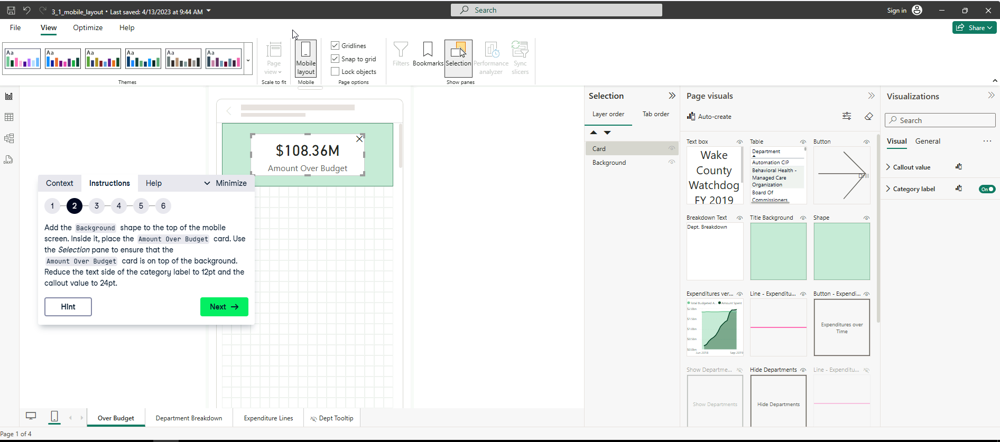 3_1_mobile_layout • Last saved: 4/13/2023 at 9:44 AM
Search
Sign in
File
View
Optimize
Help
Share
Aa
Aa
Aa
Aa
Aa
Aa
Themes
Page
view
Scale to fit
Mobile
layout
Mobile
Gridlines
Snap to grid
Lock objects
Page options
Filters
Bookmarks
Selection
Performance
analyzer
Sync
slicers
Show panes
DAX
$108.36M
Amount Over Budget
Context
Instructions
Help
Minimize
1
2
3
4
5
6
Add the Background shape to the top of the mobile
screen. Inside it, place the Amount Over Budget card. Use
the Selection pane to ensure that the
Amount Over Budget card is on top of the background.
Reduce the text side of the category label to 12pt and the
callout value to 24pt.
Hint
Next
Selection
Layer order
Tab order
Card
Background
Page visuals
Auto-create
Text box
Wake
County
Watchdog
FY 2019
Table
Department
Automation CIP
Behavioral Health -
Managed Care
Organization
Board Of
Commissioners
Button
Drill
Breakdown Text
Dept. Breakdown
Title Background
Shape
Expenditures ver...
Total Budgeted A...
Amount Spent
$2.0bn
$1.5bn
$1.0bn
$0.5bn
$0.0bn
Jun 2018
Sep 2019
Line - Expenditu...
Button - Expendi...
Expenditures over
Time
Show Departme...
Show Departments
Hide Departments
Hide Departments
Line - Expenditu...
Visualizations
Search
Visual
General
...
Callout value
Category label
On
Over Budget
Department Breakdown
Expenditure Lines
Dept Tooltip
Page 1 of 4